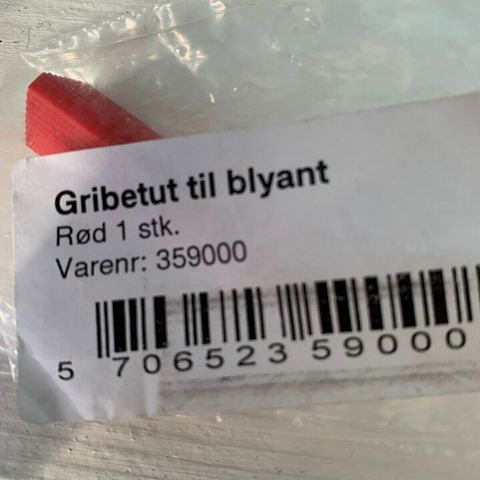 Gribetut til blyant
Rød 1 stk.
Varenr: 359000
5 706523 59000